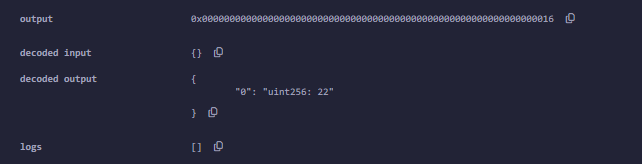 output 0x0000000000000000000000000000000000000000000000000000000000000016
decoded input {}
decoded output {
"0": "uint256: 22"
}
logs []